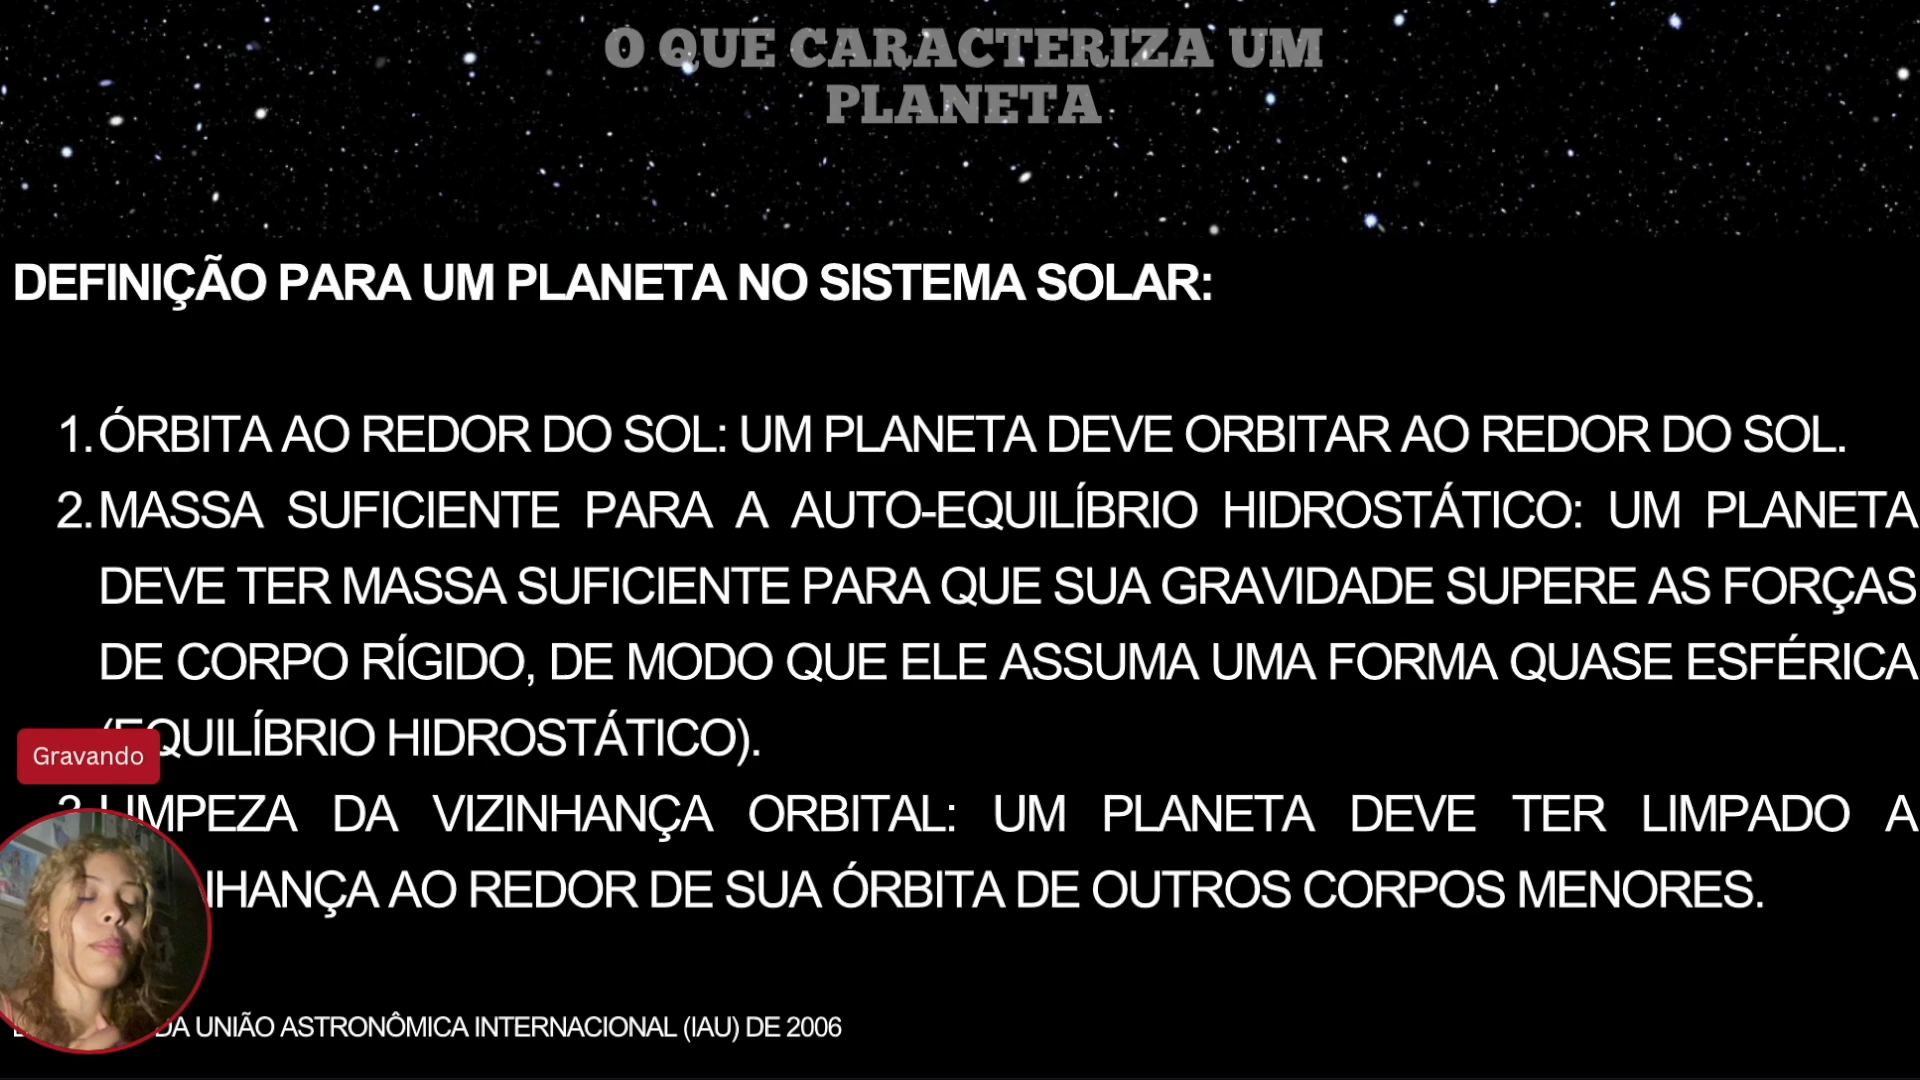 O QUE CARACTERIZA UM
PLANETA
DEFINIÇÃO PARA UM PLANETA NO SISTEMA SOLAR:
1. ÓRBITA AO REDOR DO SOL: UM PLANETA DEVE ORBITAR AO REDOR DO SOL.
2. MASSA SUFICIENTE PARA A AUTO-EQUILÍBRIO HIDROSTÁTICO: UM PLANETA
DEVE TER MASSA SUFICIENTE PARA QUE SUA GRAVIDADE SUPERE AS FORÇAS
DE CORPO RÍGIDO, DE MODO QUE ELE ASSUMA UMA FORMA QUASE ESFÉRICA
(EQUILÍBRIO HIDROSTÁTICO).
Gravando
3. LIMPEZA DA VIZINHANÇA ORBITAL: UM PLANETA DEVE TER LIMPADO A
AO REDOR DE SUA ÓRBITA DE OUTROS CORPOS MENORES.
DA UNIÃO ASTRONÔMICA INTERNACIONAL (IAU) DE 2006